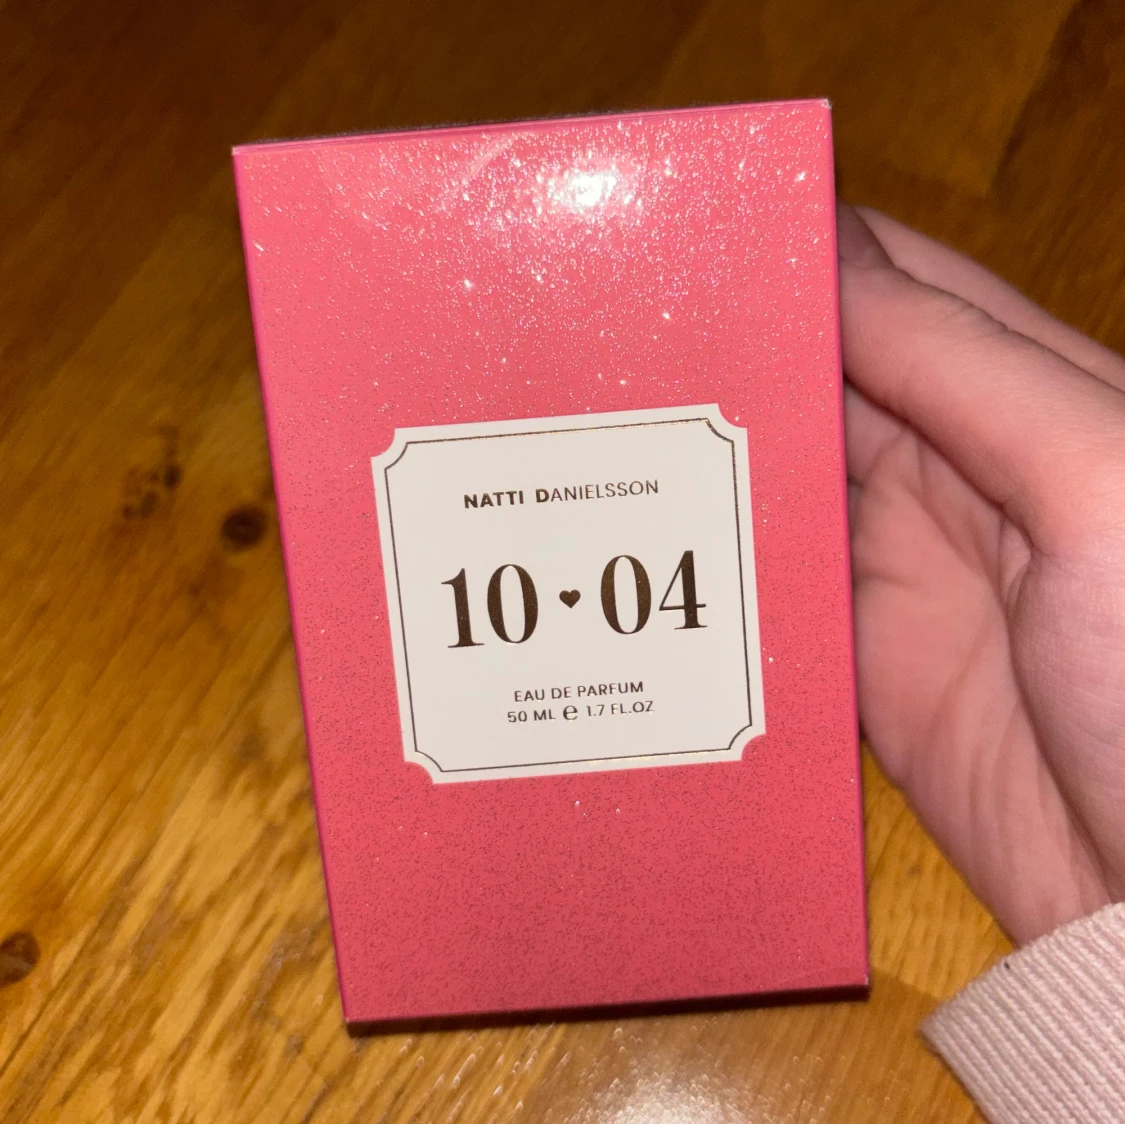 NATTI DANIELSSON
10♥04
EAU DE PARFUM
50 ML ℮ 1.7 FL.OZ